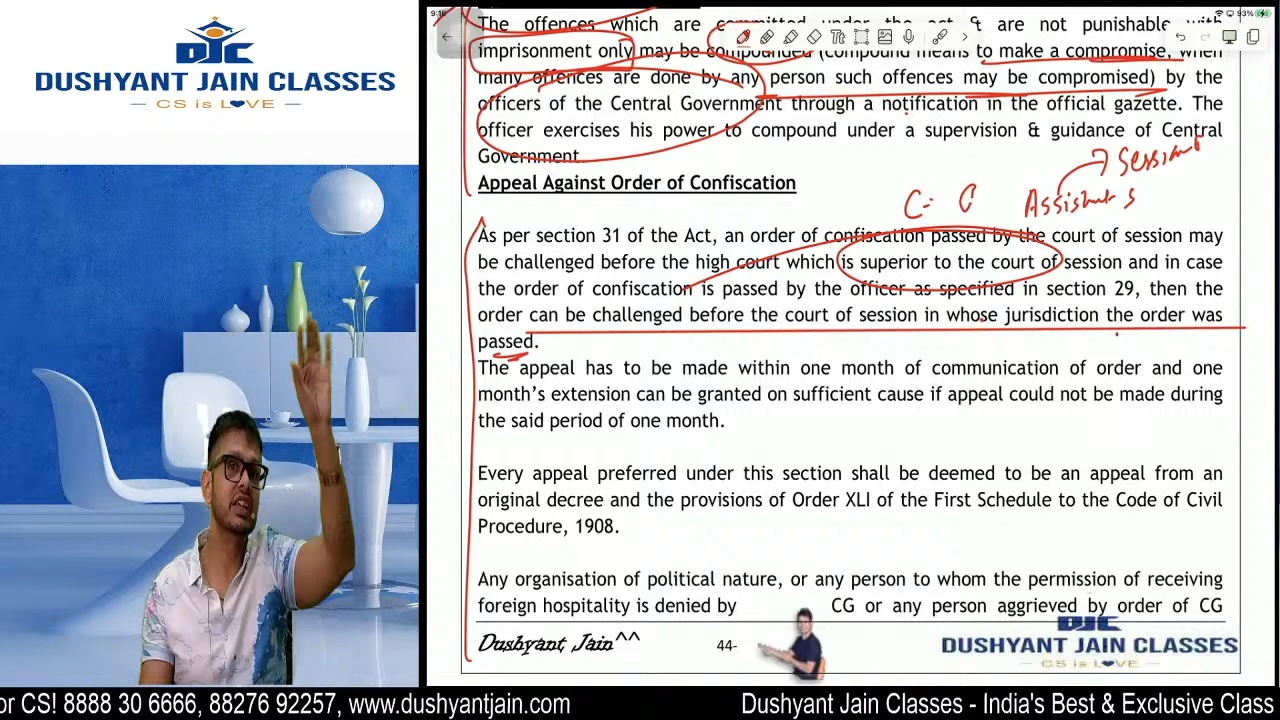 DJC
DUSHYANT JAIN CLASSES
CS is LOVE
9:16
93%
The offences which are committed under the act & are not punishable with
imprisonment only may be compounded (compound means to make a compromise, when
many offences are done by any person such offences may be compromised) by the
officers of the Central Government through a notification in the official gazette. The
officer exercises his power to compound under a supervision & guidance of Central
Government.
Session
Appeal Against Order of Confiscation
Assistant s
As per section 31 of the Act, an order of confiscation passed by the court of session may
be challenged before the high court which is superior to the court of session and in case
the order of confiscation is passed by the officer as specified in section 29, then the
order can be challenged before the court of session in whose jurisdiction the order was
passed.
The appeal has to be made within one month of communication of order and one
month's extension can be granted on sufficient cause if appeal could not be made during
the said period of one month.
Every appeal preferred under this section shall be deemed to be an appeal from an
original decree and the provisions of Order XLI of the First Schedule to the Code of Civil
Procedure, 1908.
Any organisation of political nature, or any person to whom the permission of receiving
foreign hospitality is denied by CG or any person aggrieved by order of CG
Dushyant Jain^^ 44-
DJC
DUSHYANT JAIN CLASSES
CS is LOVE
or CS! 8888 30 6666, 88276 92257, www.dushyantjain.com Dushyant Jain Classes - India's Best & Exclusive Class